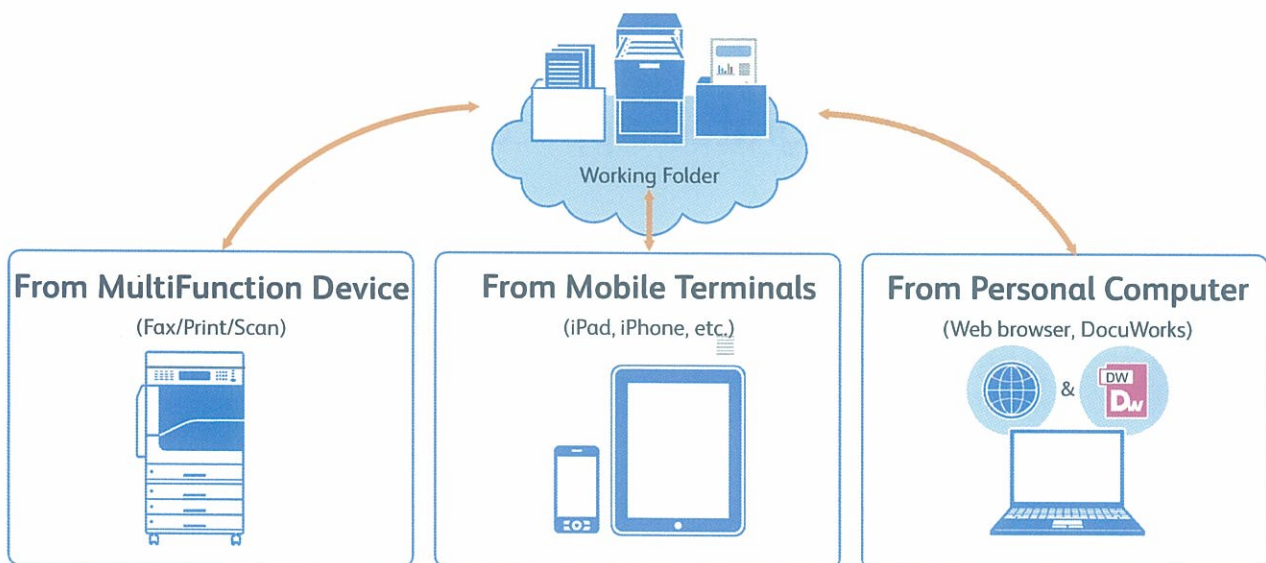 Working Folder
From MultiFunction Device
(Fax/Print/Scan)
From Mobile Terminals
(iPad, iPhone, etc.)
From Personal Computer
(Web browser, DocuWorks)
&
DW
Dw